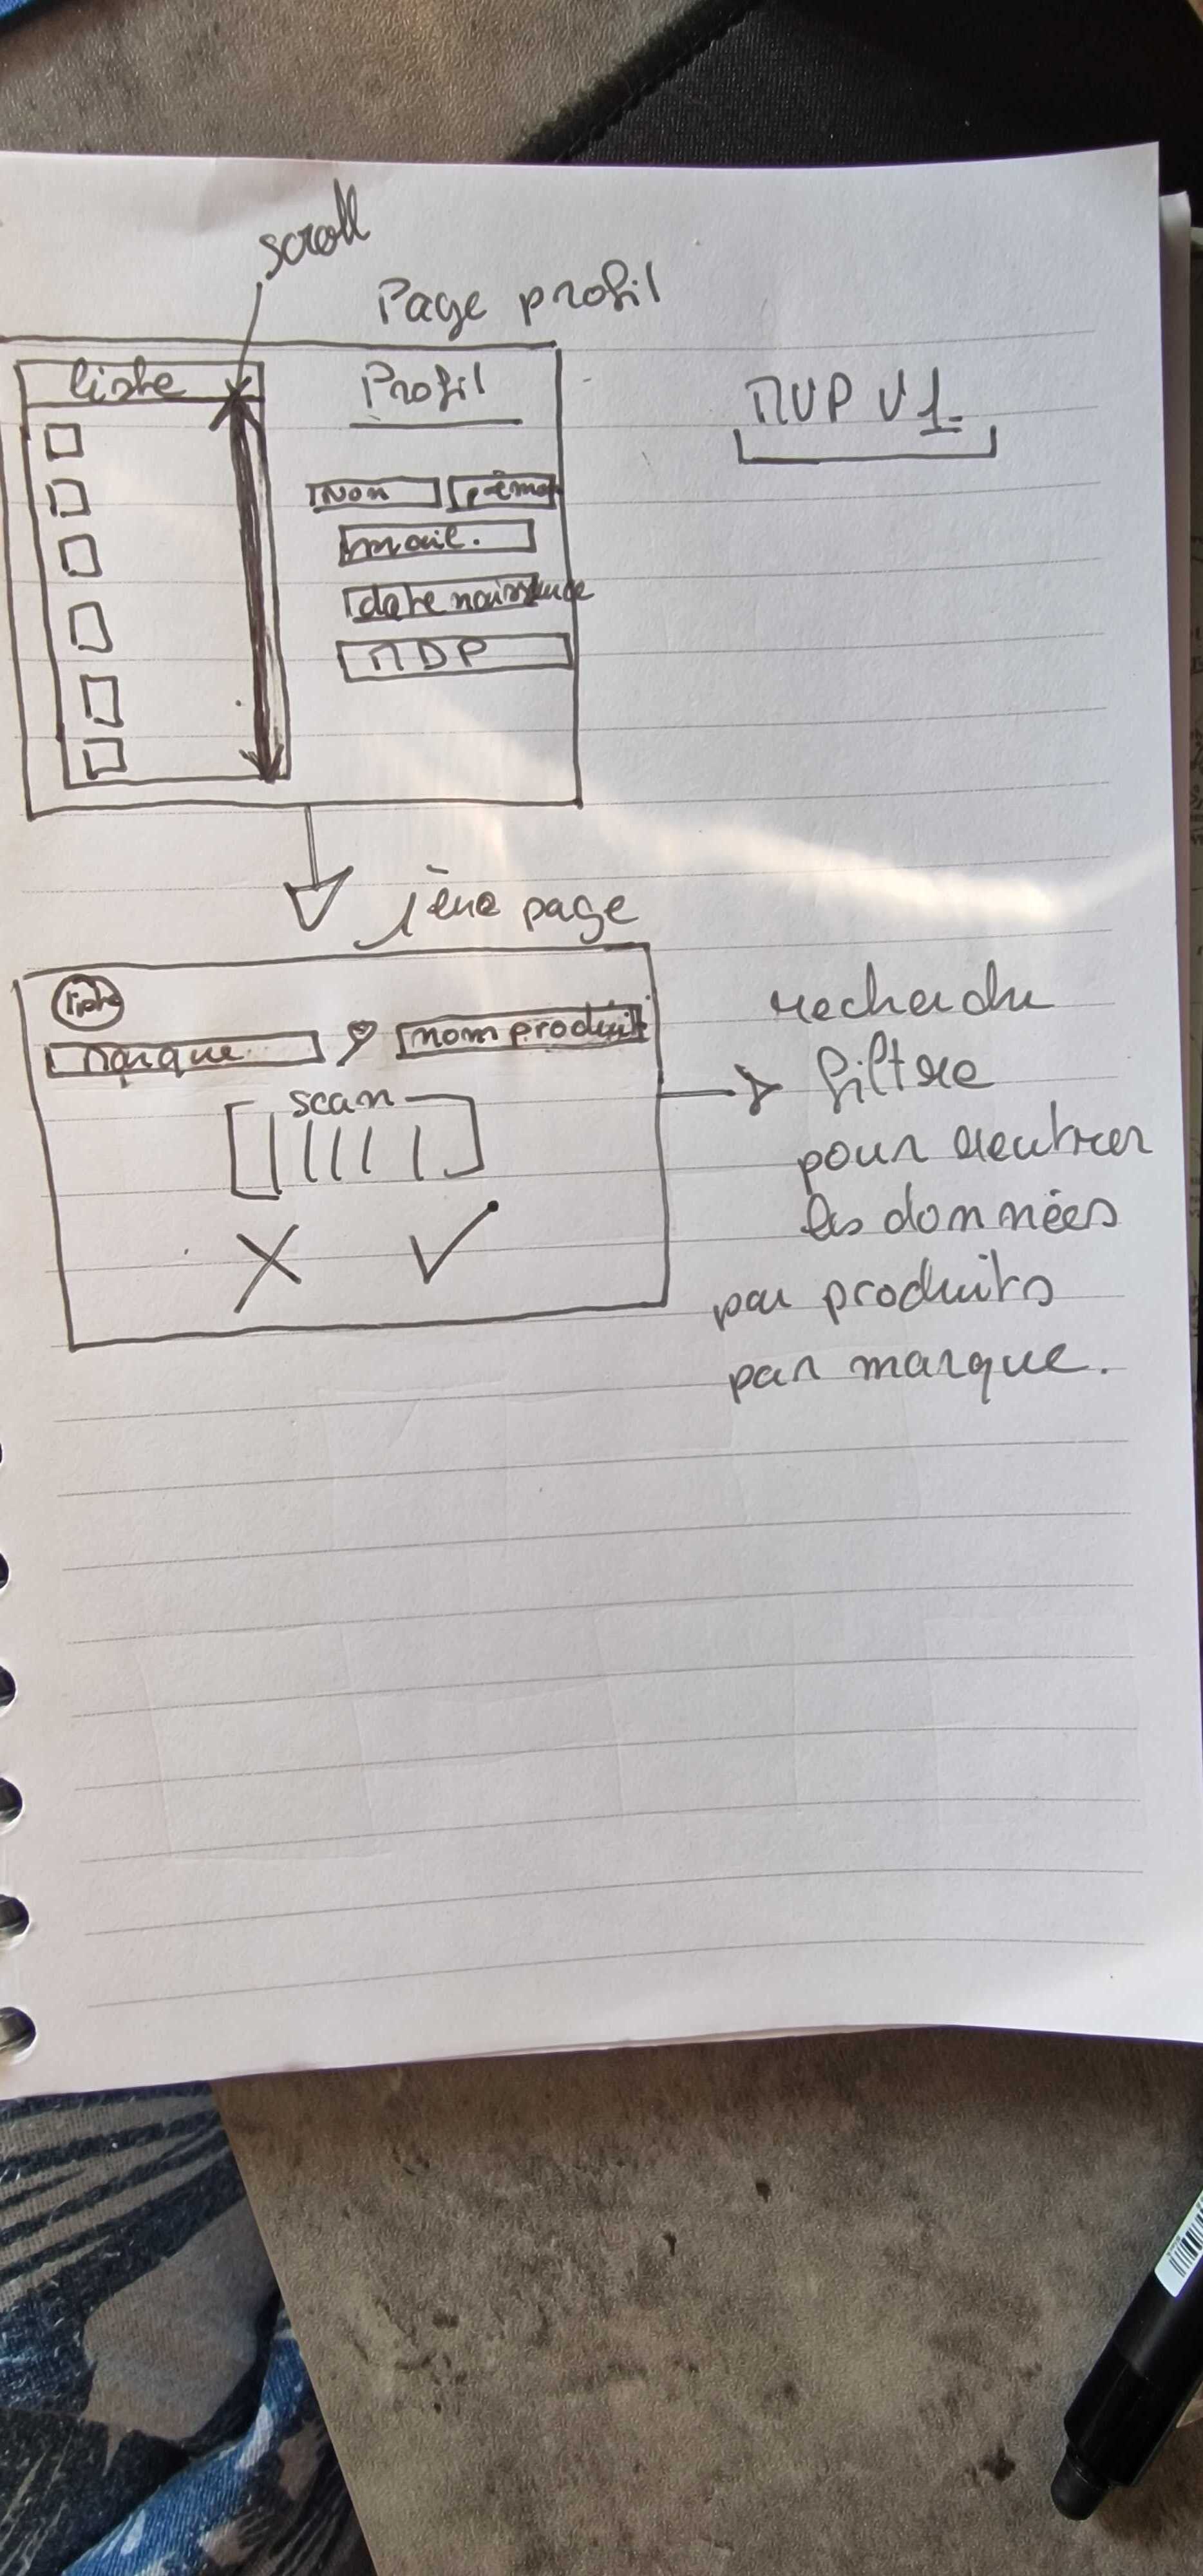 scroll
Page profil
liste
Profil
MVP V1.
Nom
mail.
date naissance
MDP
1ère page
liste
marque
nom produit
scan
recherche
filtre
pour rentrer
les données
par produits
par marque.